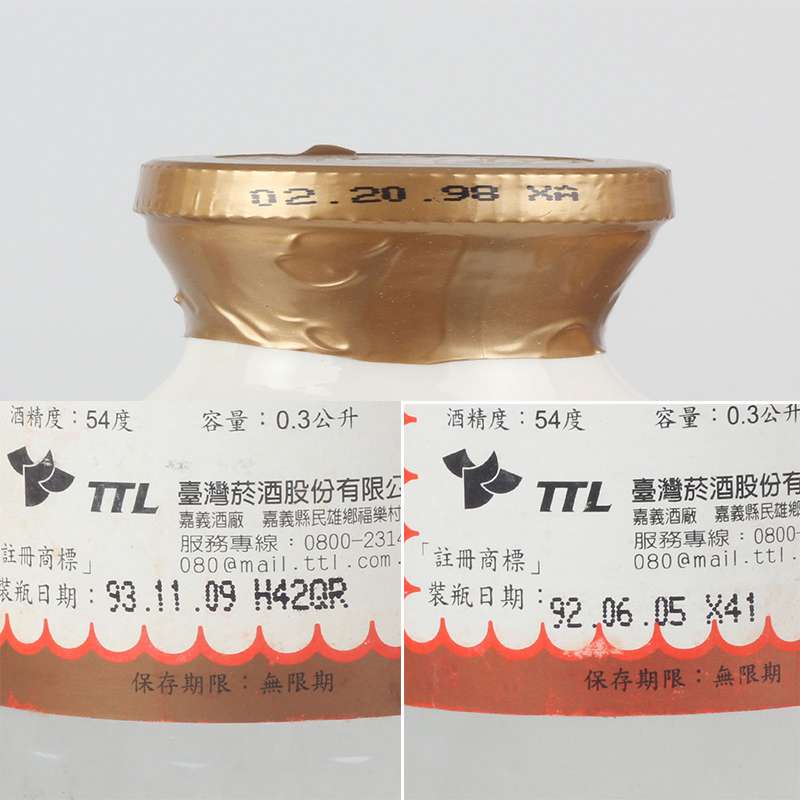 02.20.98 XA
酒精度：54度 容量：0.3公升
TTL 臺灣菸酒股份有限公
嘉義酒廠 嘉義縣民雄鄉福樂村
服務專線：0800-2314
註冊商標」 080@mail.ttl.com.
裝瓶日期：93.11.09 H42QR
保存期限：無限期
酒精度：54度 容量：0.3公升
TTL 臺灣菸酒股份有
嘉義酒廠 嘉義縣民雄鄉
服務專線：0800-
「註冊商標」 080@mail.ttl.
裝瓶日期：92.06.05 X41
保存期限：無限期